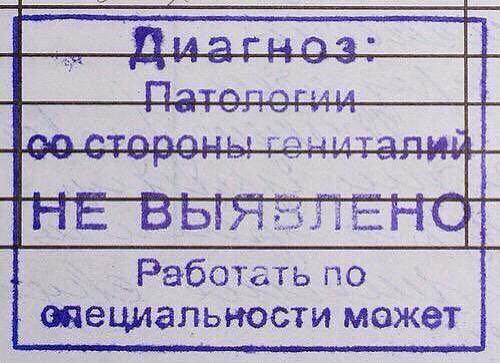 Диагноз:
Патологии
со стороны гениталий
НЕ ВЫЯВЛЕНО
Работать по
специальности может